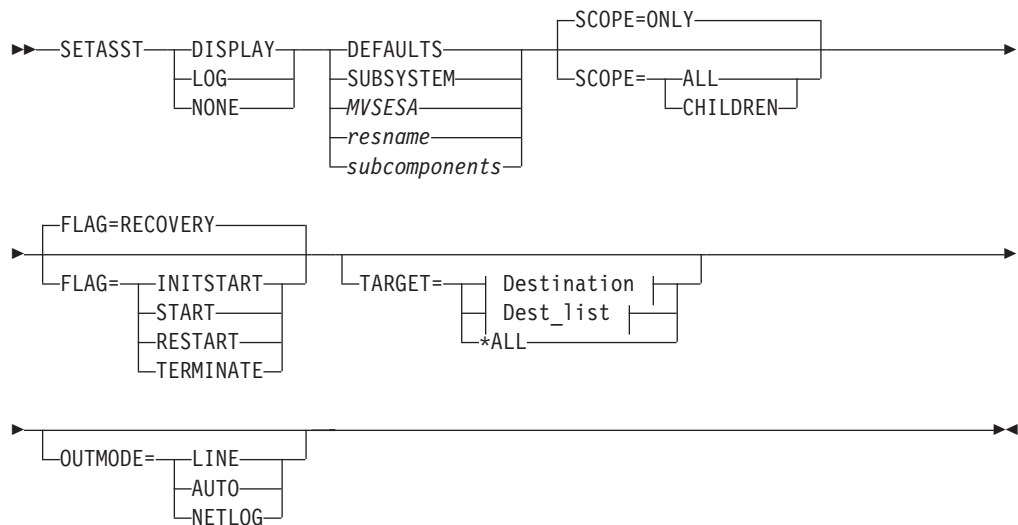 SCOPE=ONLY
SETASST DISPLAY DEFAULTS
LOG SUBSYSTEM SCOPE= ALL
NONE MVSESA CHILDREN
resname
subcomponents
FLAG=RECOVERY
FLAG= INITSTART TARGET= Destination
START Dest_list
RESTART *ALL
TERMINATE
OUTMODE= LINE
AUTO
NETLOG